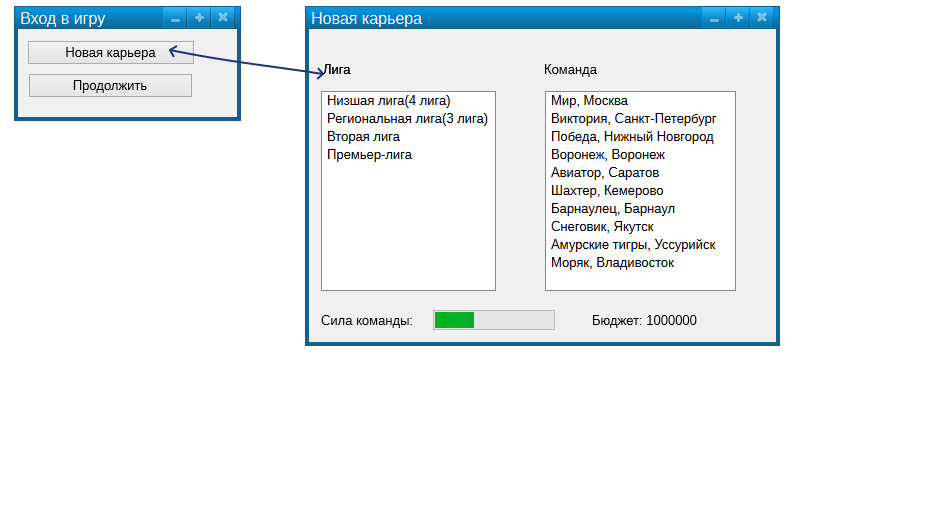 Вход в игру
Новая карьера
Продолжить
Новая карьера
Лига
Команда
Низшая лига(4 лига)
Региональная лига(3 лига)
Вторая лига
Премьер-лига
Мир, Москва
Виктория, Санкт-Петербург
Победа, Нижный Новгород
Воронеж, Воронеж
Авиатор, Саратов
Шахтер, Кемерово
Барнаулец, Барнаул
Снеговик, Якутск
Амурские тигры, Уссурийск
Моряк, Владивосток
Сила команды:
Бюджет: 1000000